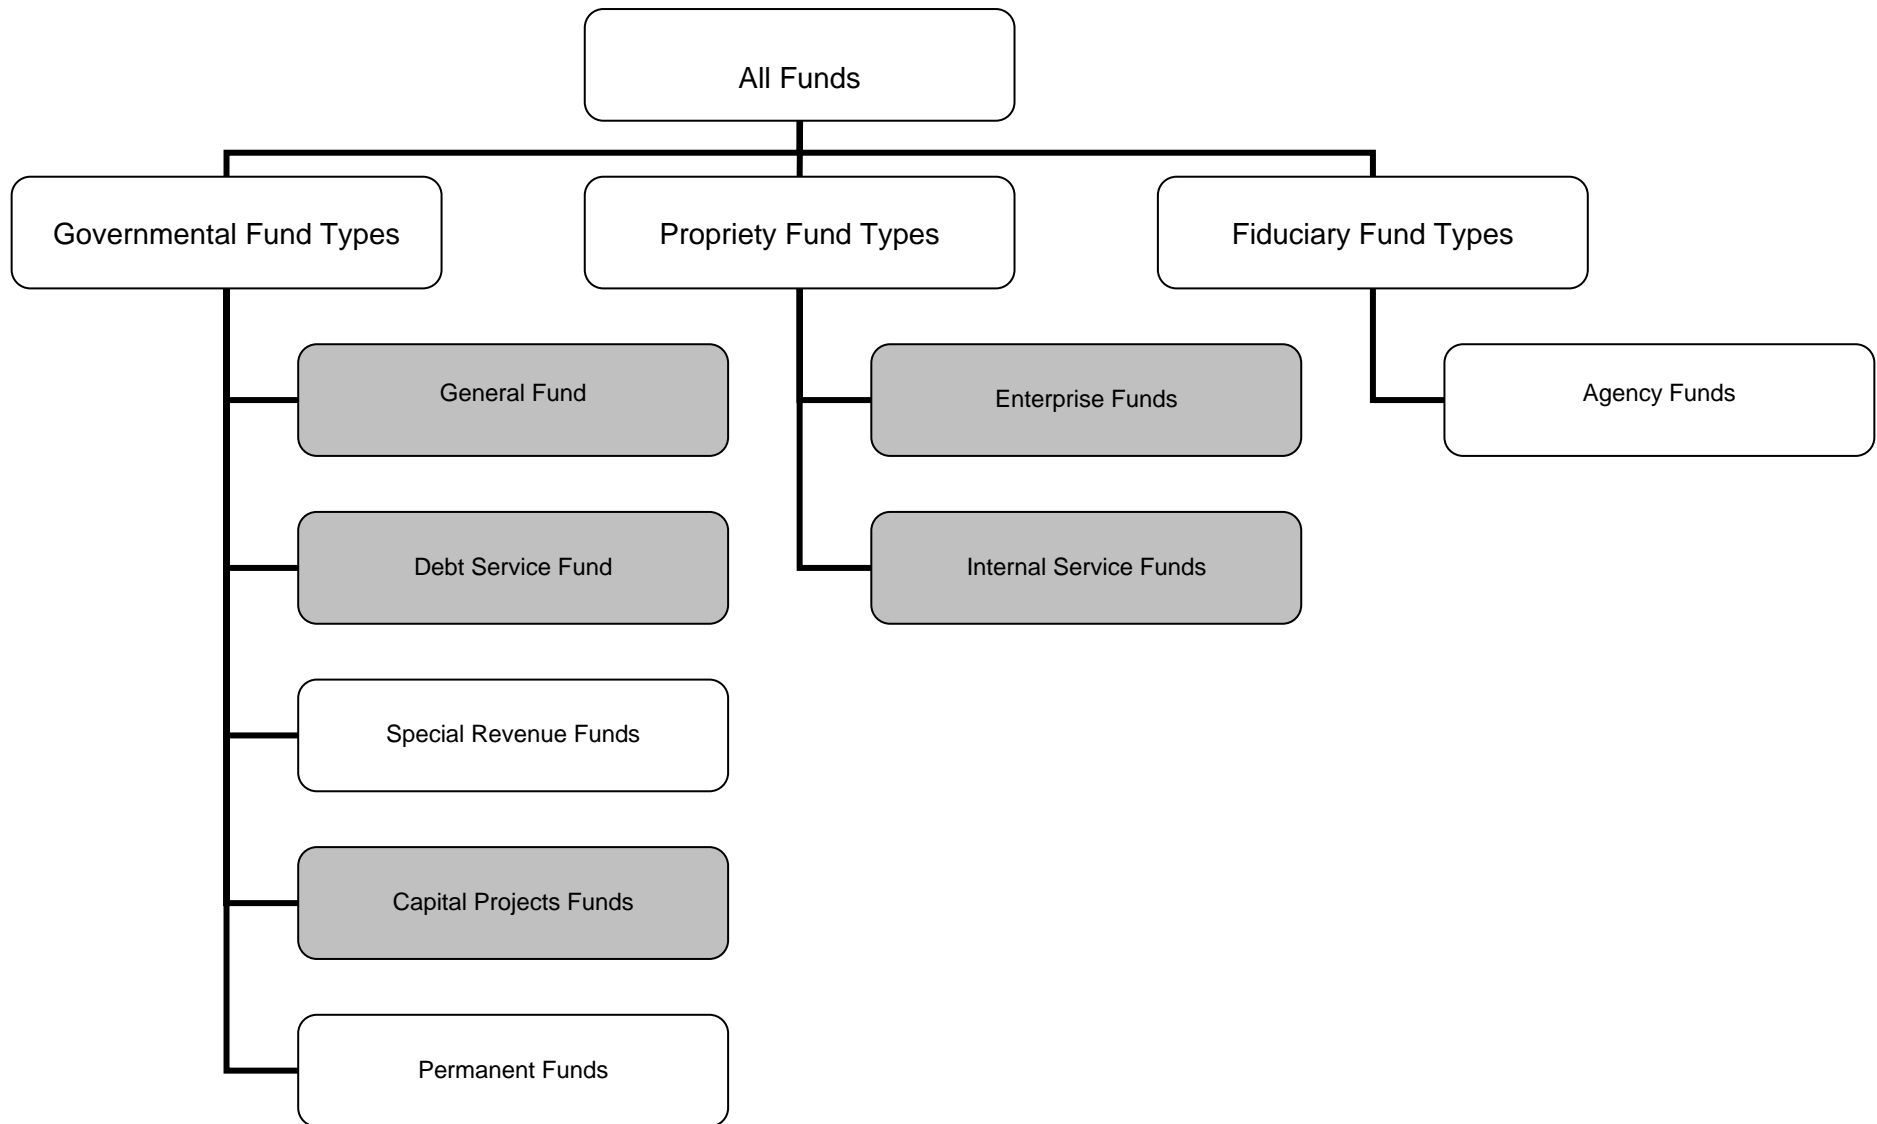 All Funds
Governmental Fund Types
Propriety Fund Types
Fiduciary Fund Types
General Fund
Enterprise Funds
Agency Funds
Debt Service Fund
Internal Service Funds
Special Revenue Funds
Capital Projects Funds
Permanent Funds